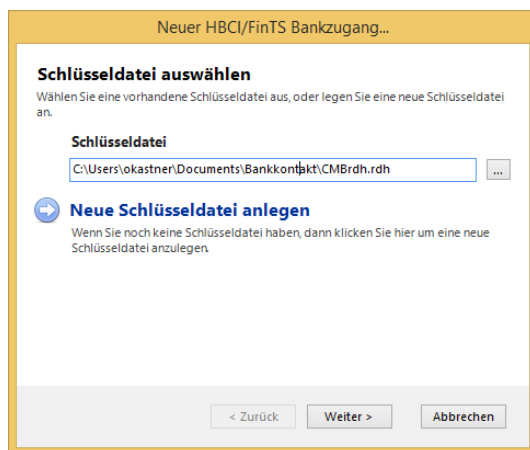 Neuer HBCI/FinTS Bankzugang...
Schlüsseldatei auswählen
Wählen Sie eine vorhandene Schlüsseldatei aus, oder legen Sie eine neue Schlüsseldatei
an.
Schlüsseldatei
C:\Users\okastner\Documents\Bankkontakt\CMBrdh.rdh
...
Neue Schlüsseldatei anlegen
Wenn Sie noch keine Schlüsseldatei haben, dann klicken Sie hier um eine neue
Schlüsseldatei anzulegen.
< Zurück
Weiter >
Abbrechen